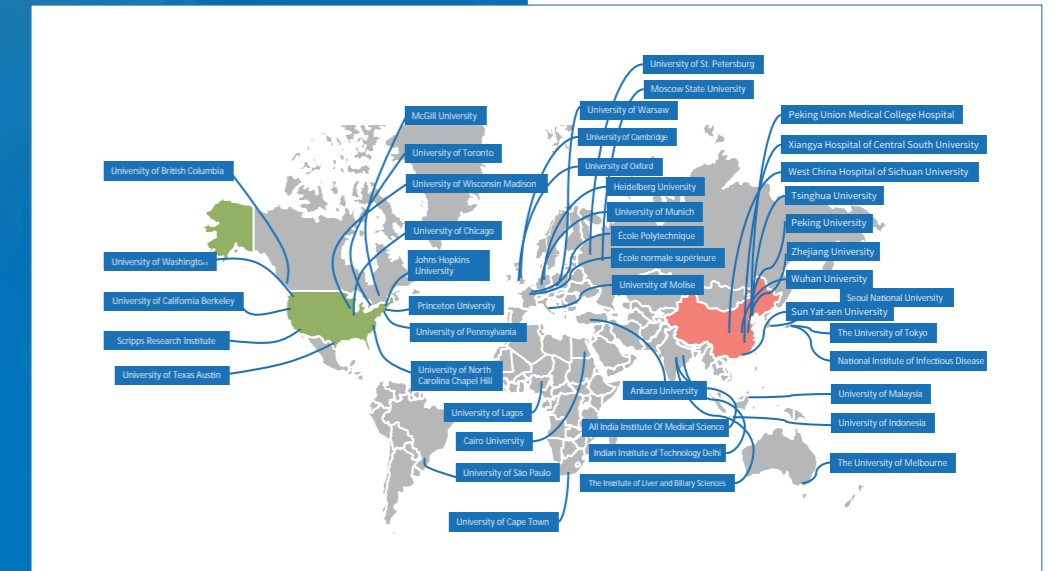 University of St. Petersburg
Moscow State University
University of Warsaw
University of Cambridge
University of Oxford
Heidelberg University
University of Munich
École Polytechnique
École normale supérieure
University of Molise
McGill University
University of Toronto
University of Wisconsin Madison
University of Chicago
Johns Hopkins
University
Princeton University
University of Pennsylvania
University of North
Carolina Chapel Hill
University of British Columbia
University of Washington
University of California Berkeley
Scripps Research Institute
University of Texas Austin
Peking Union Medical College Hospital
Xiangya Hospital of Central South University
West China Hospital of Sichuan University
Tsinghua University
Peking University
Zhejiang University
Wuhan University
Seoul National University
Sun Yat-sen University
The University of Tokyo
National Institute of Infectious Disease
University of Malaysia
University of Indonesia
The University of Melbourne
Ankara University
All India Institute Of Medical Science
Indian Institute of Technology Delhi
The Institute of Liver and Biliary Sciences
University of Lagos
Cairo University
University of São Paulo
University of Cape Town